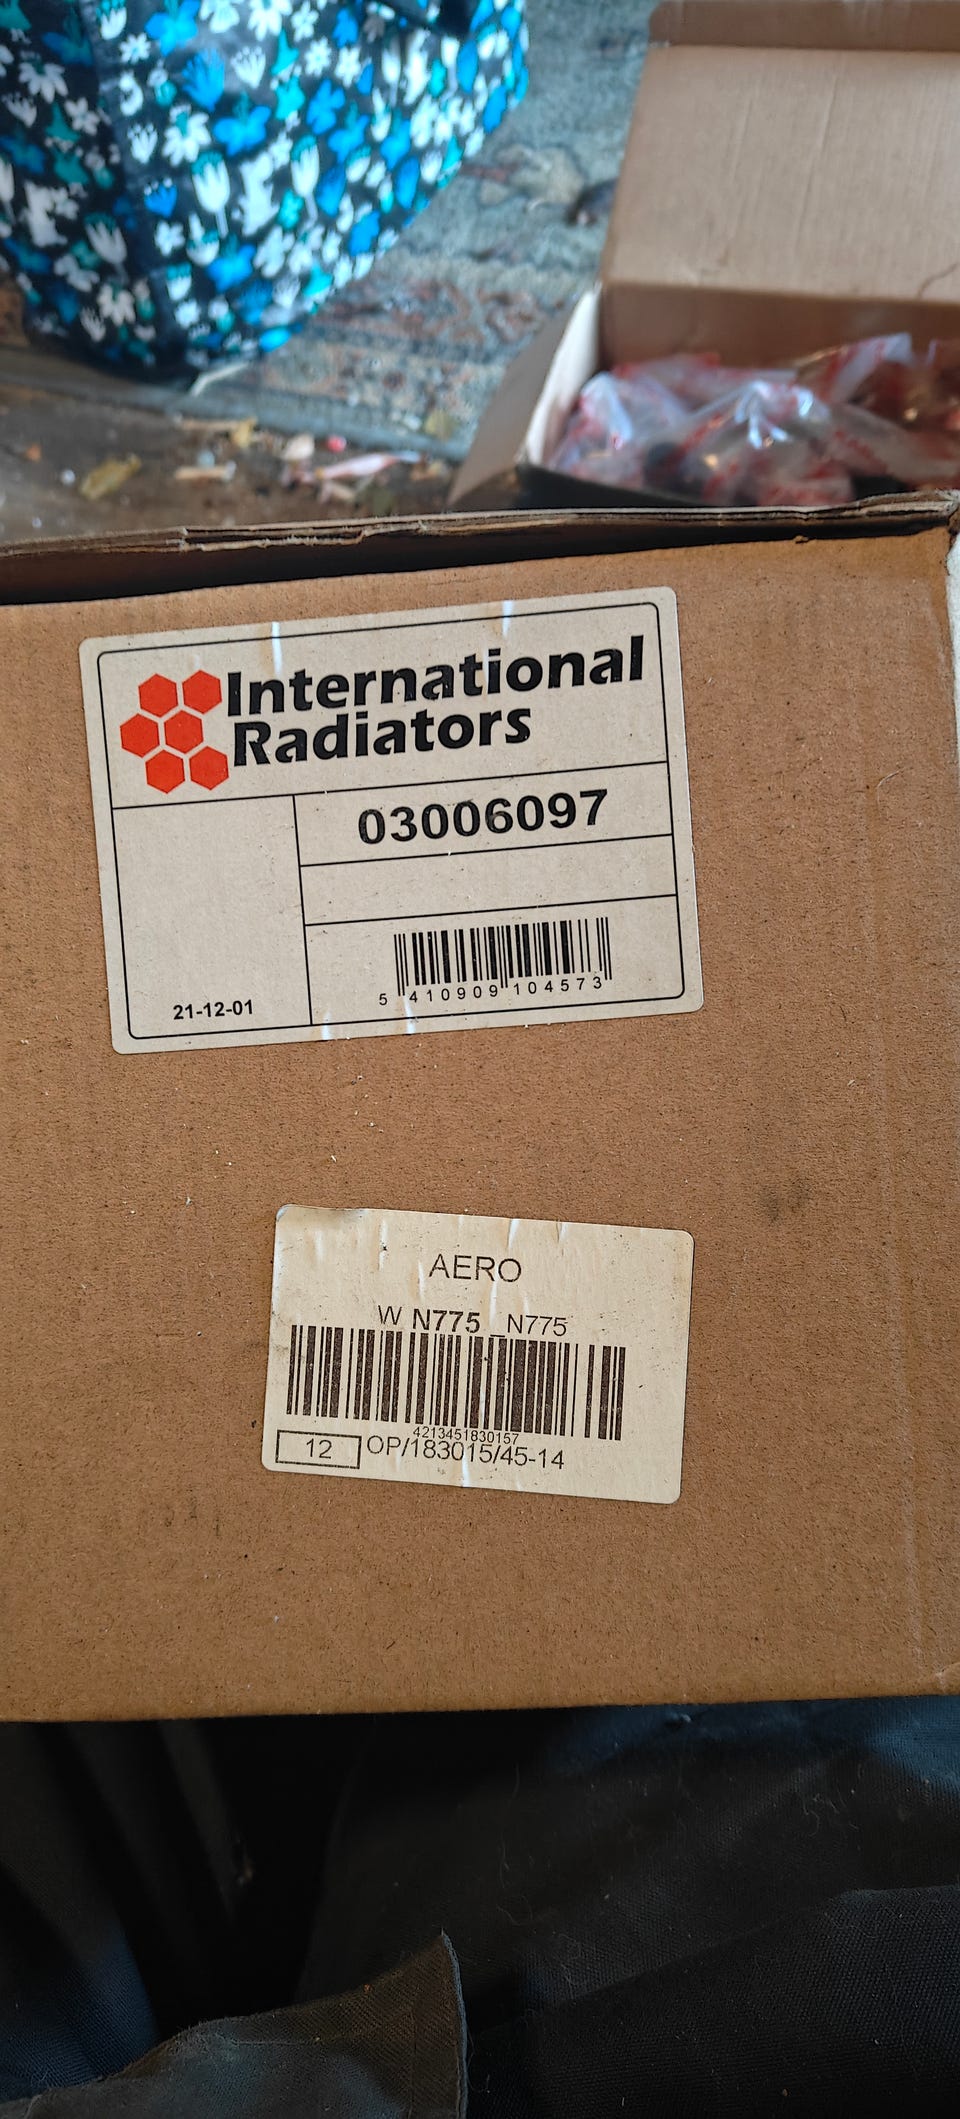 International
Radiators
03006097
5 410909 104573
21-12-01
AERO
W N775 _N775
4213451830157
12 OP/183015/45-14